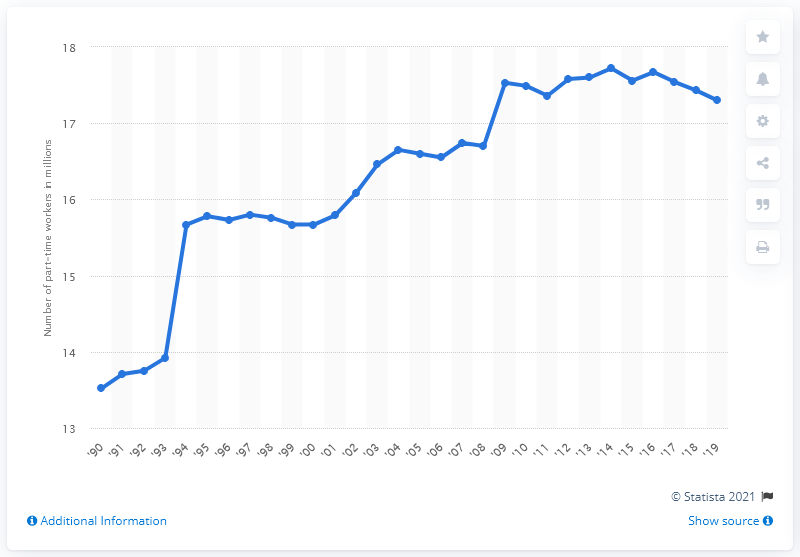 18
17
16
15
14
13
Number of part-time workers in millions
'90 '91 '92 '93 '94 '95 '96 '97 '98 '99 '00 '01 '02 '03 '04 '05 '06 '07 '08 '09 '10 '11 '12 '13 '14 '15 '16 '17 '18 '19
© Statista 2021
Additional Information
Show source